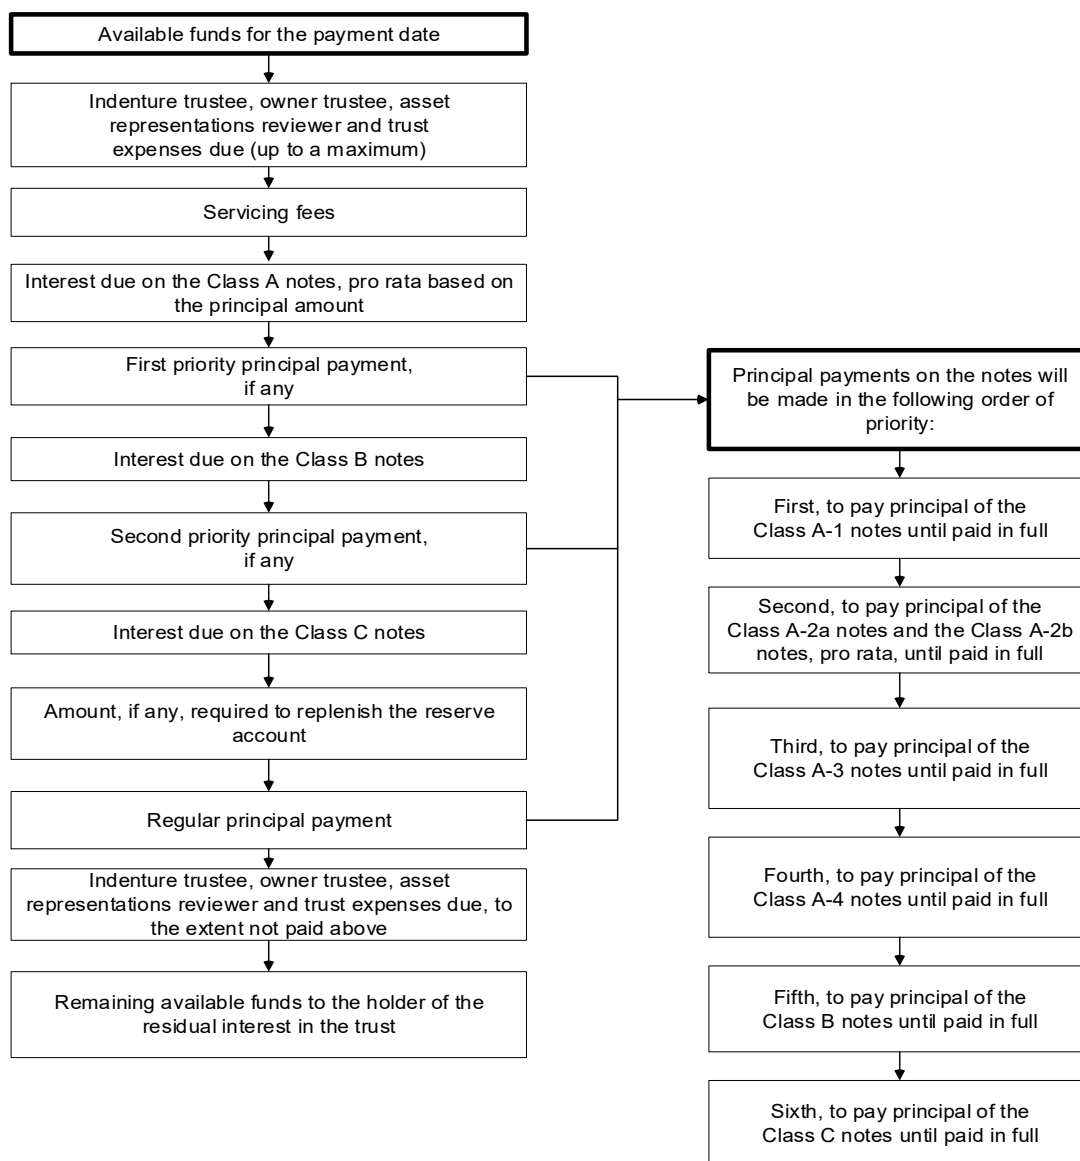 Available funds for the payment date
Indenture trustee, owner trustee, asset
representations reviewer and trust
expenses due (up to a maximum)
Servicing fees
Interest due on the Class A notes, pro rata based on
the principal amount
First priority principal payment,
if any
Interest due on the Class B notes
Second priority principal payment,
if any
Interest due on the Class C notes
Amount, if any, required to replenish the reserve
account
Regular principal payment
Indenture trustee, owner trustee, asset
representations reviewer and trust expenses due, to
the extent not paid above
Remaining available funds to the holder of the
residual interest in the trust
Principal payments on the notes will
be made in the following order of
priority:
First, to pay principal of the
Class A-1 notes until paid in full
Second, to pay principal of the
Class A-2a notes and the Class A-2b
notes, pro rata, until paid in full
Third, to pay principal of the
Class A-3 notes until paid in full
Fourth, to pay principal of the
Class A-4 notes until paid in full
Fifth, to pay principal of the
Class B notes until paid in full
Sixth, to pay principal of the
Class C notes until paid in full